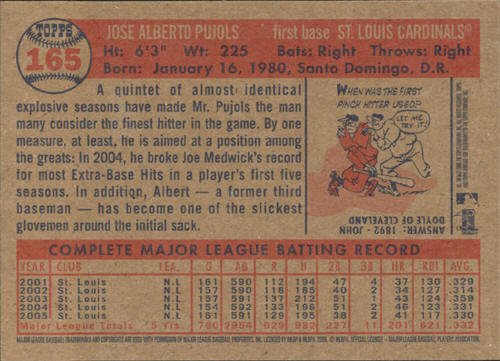 TOPPS
165
JOSE ALBERTO PUJOLS first base ST. LOUIS CARDINALS®
Ht: 6'3" Wt: 225 Bats: Right Throws: Right
Born: January 16, 1980, Santo Domingo, D.R.
A quintet of almost identical
explosive seasons have made Mr. Pujols the man
many consider the finest hitter in the game. By one
measure, at least, he is aimed at a position among
the greats: In 2004, he broke Joe Medwick's record
for most Extra-Base Hits in a player's first five
seasons. In addition, Albert — a former third
baseman — has become one of the slickest
glovemen around the initial sack.
WHEN WAS THE FIRST
PINCH HITTER USED?
LET ME
TRY IT!
ANSWER: 1892. JOHN
DOYLE OF CLEVELAND
COMPLETE MAJOR LEAGUE BATTING RECORD
YEAR CLUB LEA. G AB R H 2B 3B HR RBI AVG.
2001 St. Louis N.L 161 590 112 194 47 4 37 130 .329
2002 St. Louis N.L 157 590 118 185 40 2 34 127 .314
2003 St. Louis N.L 157 591 137 212 51 1 43 124 .359
2004 St. Louis N.L 154 592 133 196 51 2 46 123 .331
2005 St. Louis N.L 161 591 129 195 38 2 41 117 .330
Major League Totals 5 Yrs. 790 2954 629 982 227 11 201 621 .332